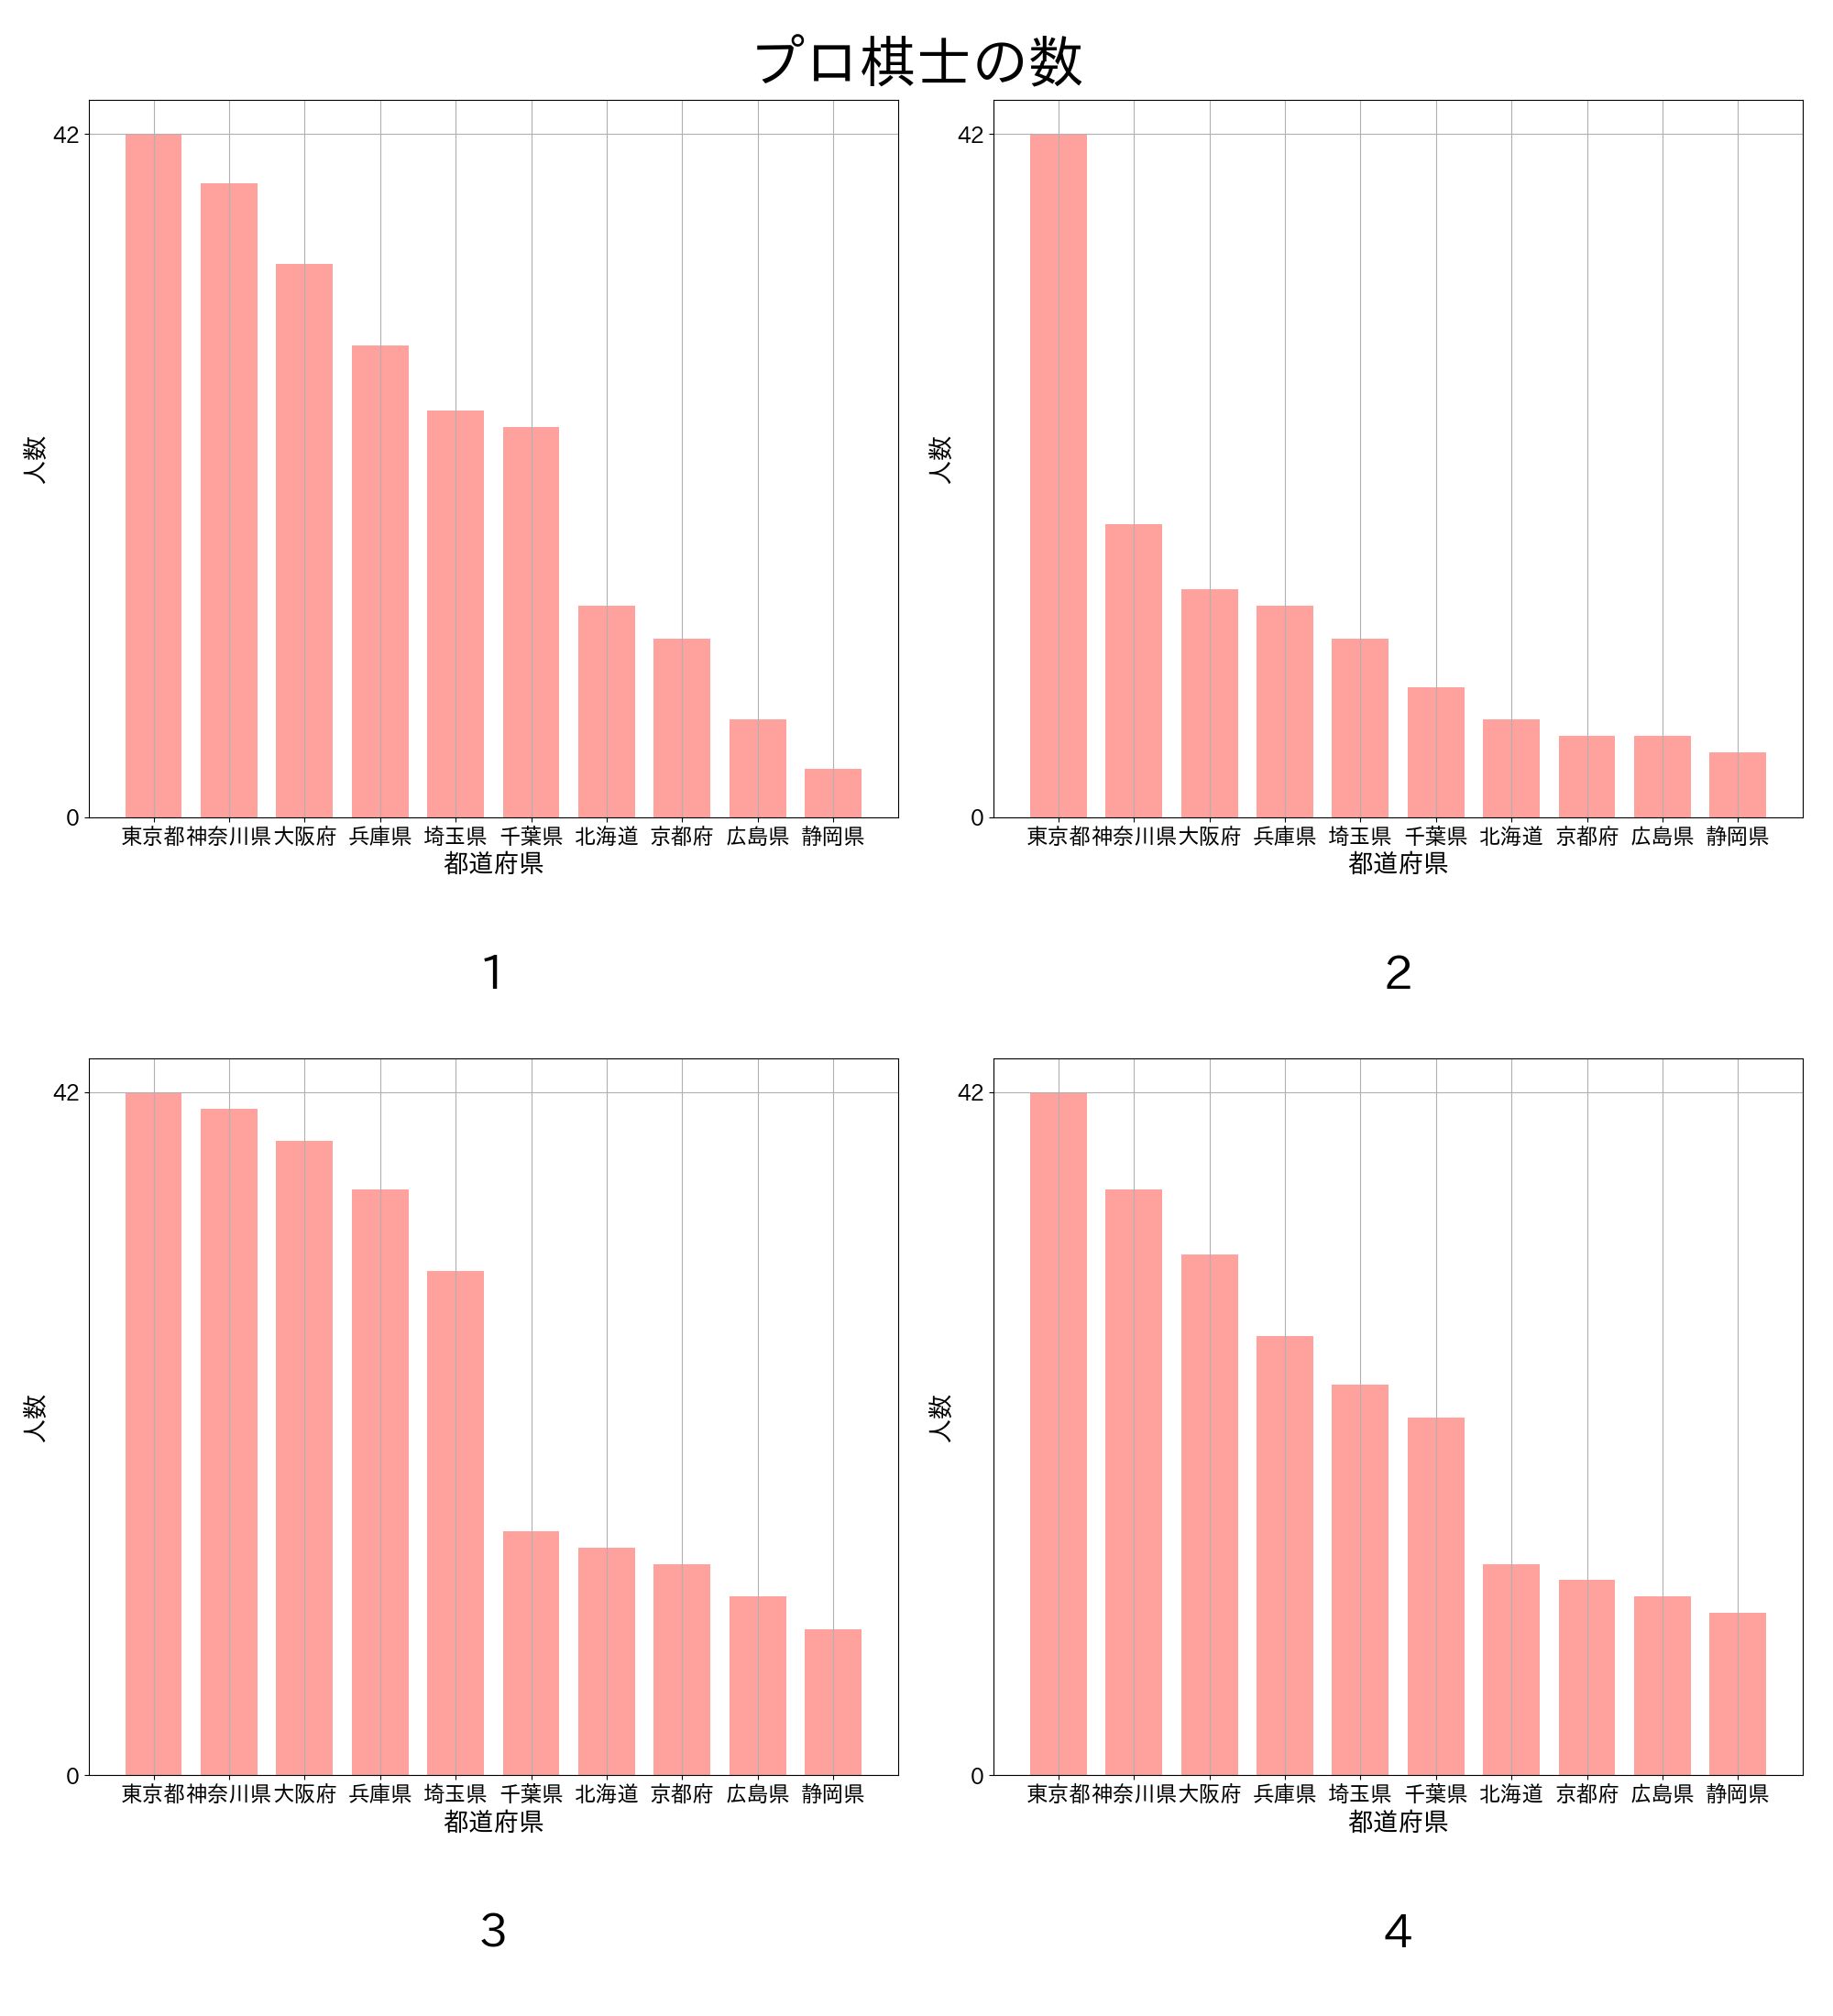 プロ棋士の数
42
0
人数
東京都 神奈川県 大阪府 兵庫県 埼玉県 千葉県 北海道 京都府 広島県 静岡県
都道府県
1
42
0
人数
東京都 神奈川県 大阪府 兵庫県 埼玉県 千葉県 北海道 京都府 広島県 静岡県
都道府県
2
42
0
人数
東京都 神奈川県 大阪府 兵庫県 埼玉県 千葉県 北海道 京都府 広島県 静岡県
都道府県
3
42
0
人数
東京都 神奈川県 大阪府 兵庫県 埼玉県 千葉県 北海道 京都府 広島県 静岡県
都道府県
4